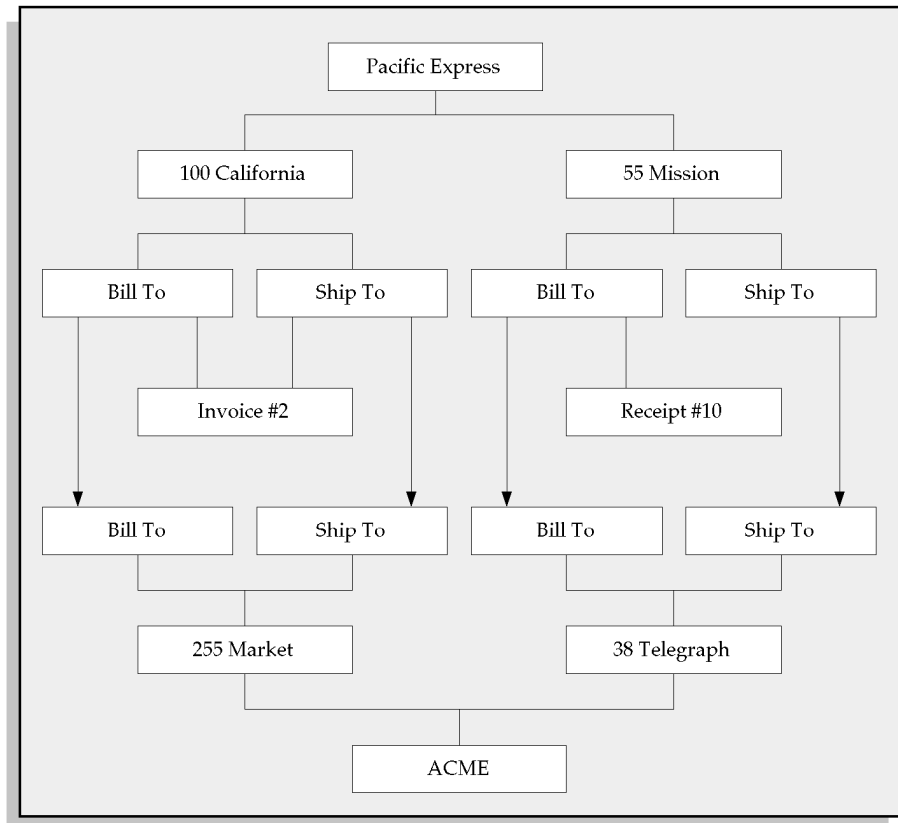 Pacific Express
100 California
55 Mission
Bill To
Ship To
Bill To
Ship To
Invoice #2
Receipt #10
Bill To
Ship To
Bill To
Ship To
255 Market
38 Telegraph
ACME